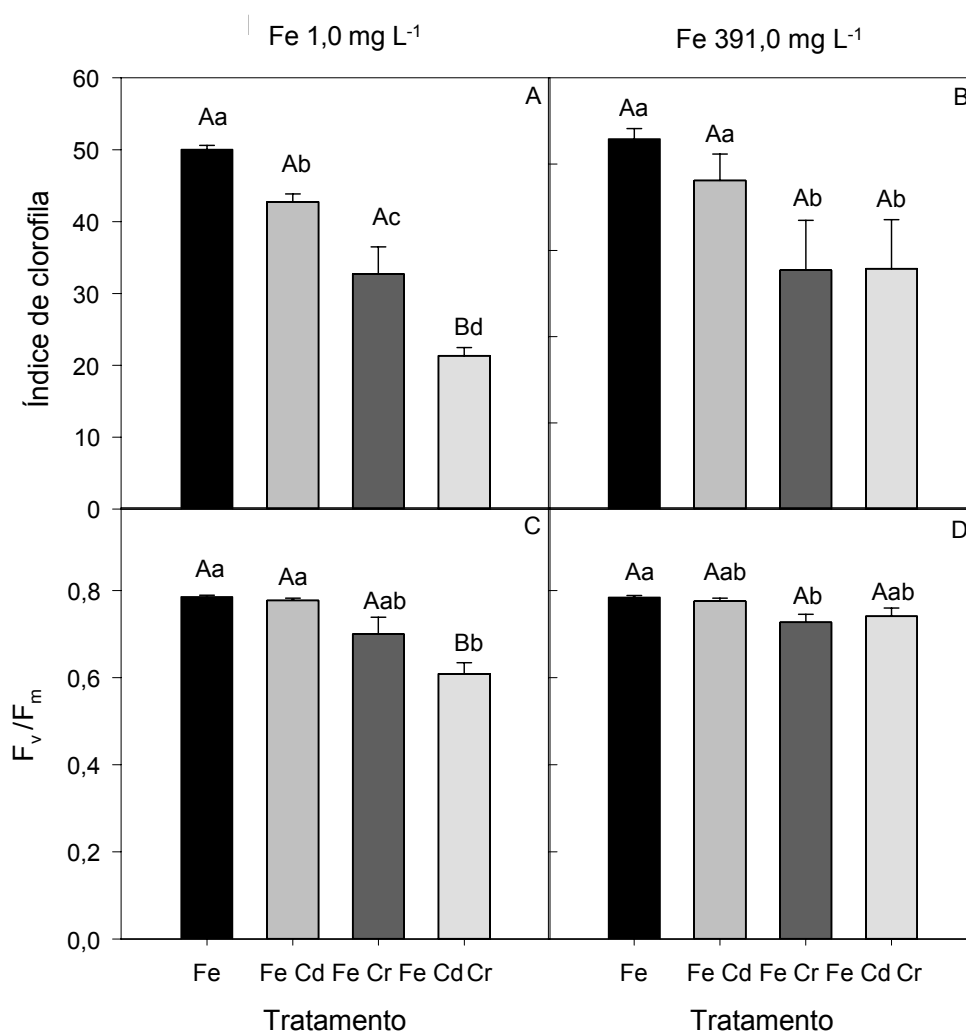 Fe 1,0 mg L-1
Fe 391,0 mg L-1
Índice de clorofila
60
50
40
30
20
10
0
A
Aa
Ab
Ac
Bd
B
Aa
Aa
Ab
Ab
Fv/Fm
0,8
0,6
0,4
0,2
0,0
C
Aa
Aa
Aab
Bb
D
Aa
Aab
Ab
Aab
Fe Fe Cd Fe Cr Fe Cd Cr
Fe Fe Cd Fe Cr Fe Cd Cr
Tratamento
Tratamento